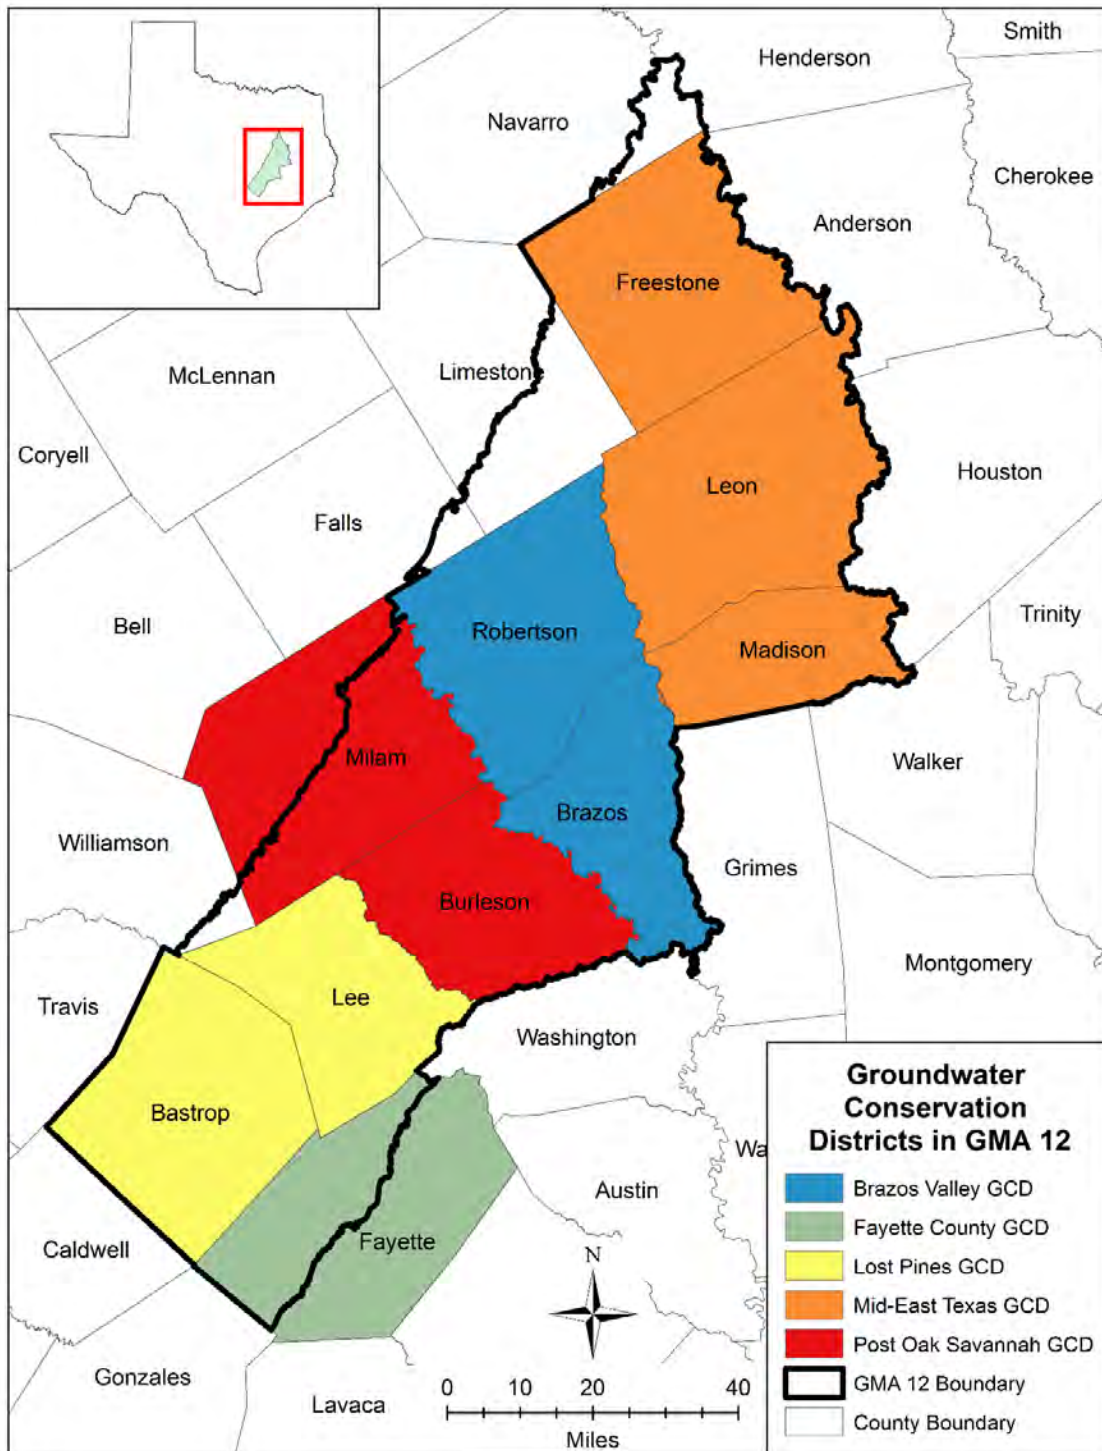 Smith
Henderson
Navarro
Cherokee
Anderson
Freestone
Limestone
McLennan
Coryell
Houston
Leon
Falls
Trinity
Bell
Robertson
Madison
Milam
Walker
Brazos
Williamson
Grimes
Burleson
Montgomery
Lee
Travis
Washington
Bastrop
Wa
Austin
Fayette
Caldwell
Gonzales
Lavaca
N
0 10 20 40
Miles
Groundwater
Conservation
Districts in GMA 12
Brazos Valley GCD
Fayette County GCD
Lost Pines GCD
Mid-East Texas GCD
Post Oak Savannah GCD
GMA 12 Boundary
County Boundary